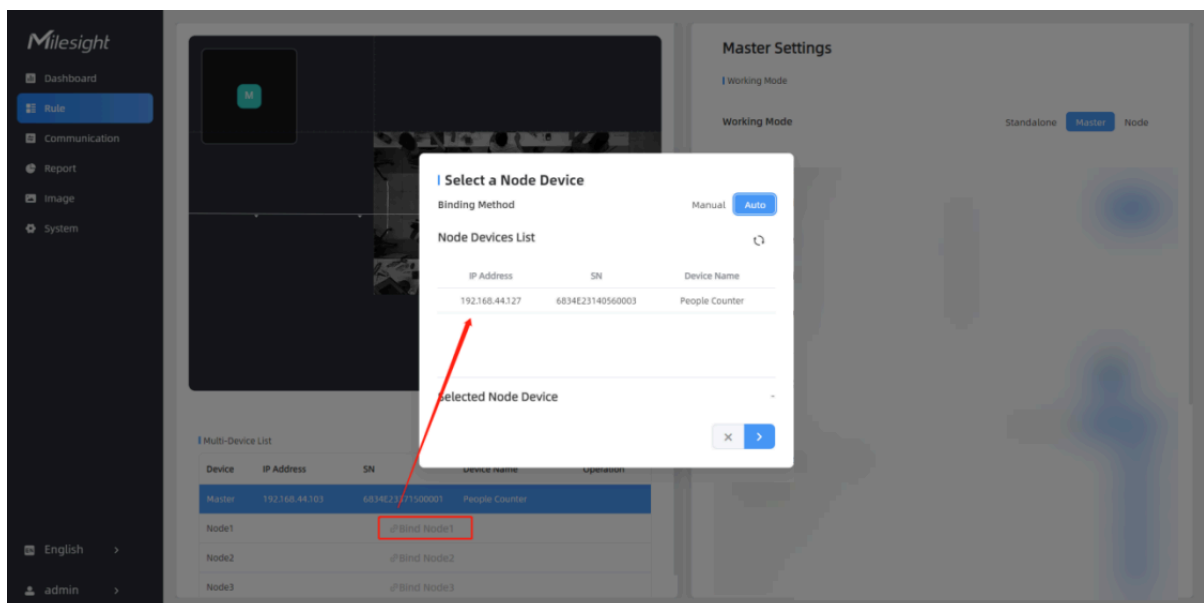 Milesight
Dashboard
Rule
Communication
Report
Image
System
English >
admin >
M
Multi-Device List
Device IP Address SN Device Name Operation
Master 192.168.44.103 6834E23371500001 People Counter
Node1 Bind Node1
Node2 Bind Node2
Node3 Bind Node3
Select a Node Device
Binding Method Manual Auto
Node Devices List
IP Address SN Device Name
192.168.44.127 6834E23140560003 People Counter
Selected Node Device -
Master Settings
Working Mode
Working Mode Standalone Master Node